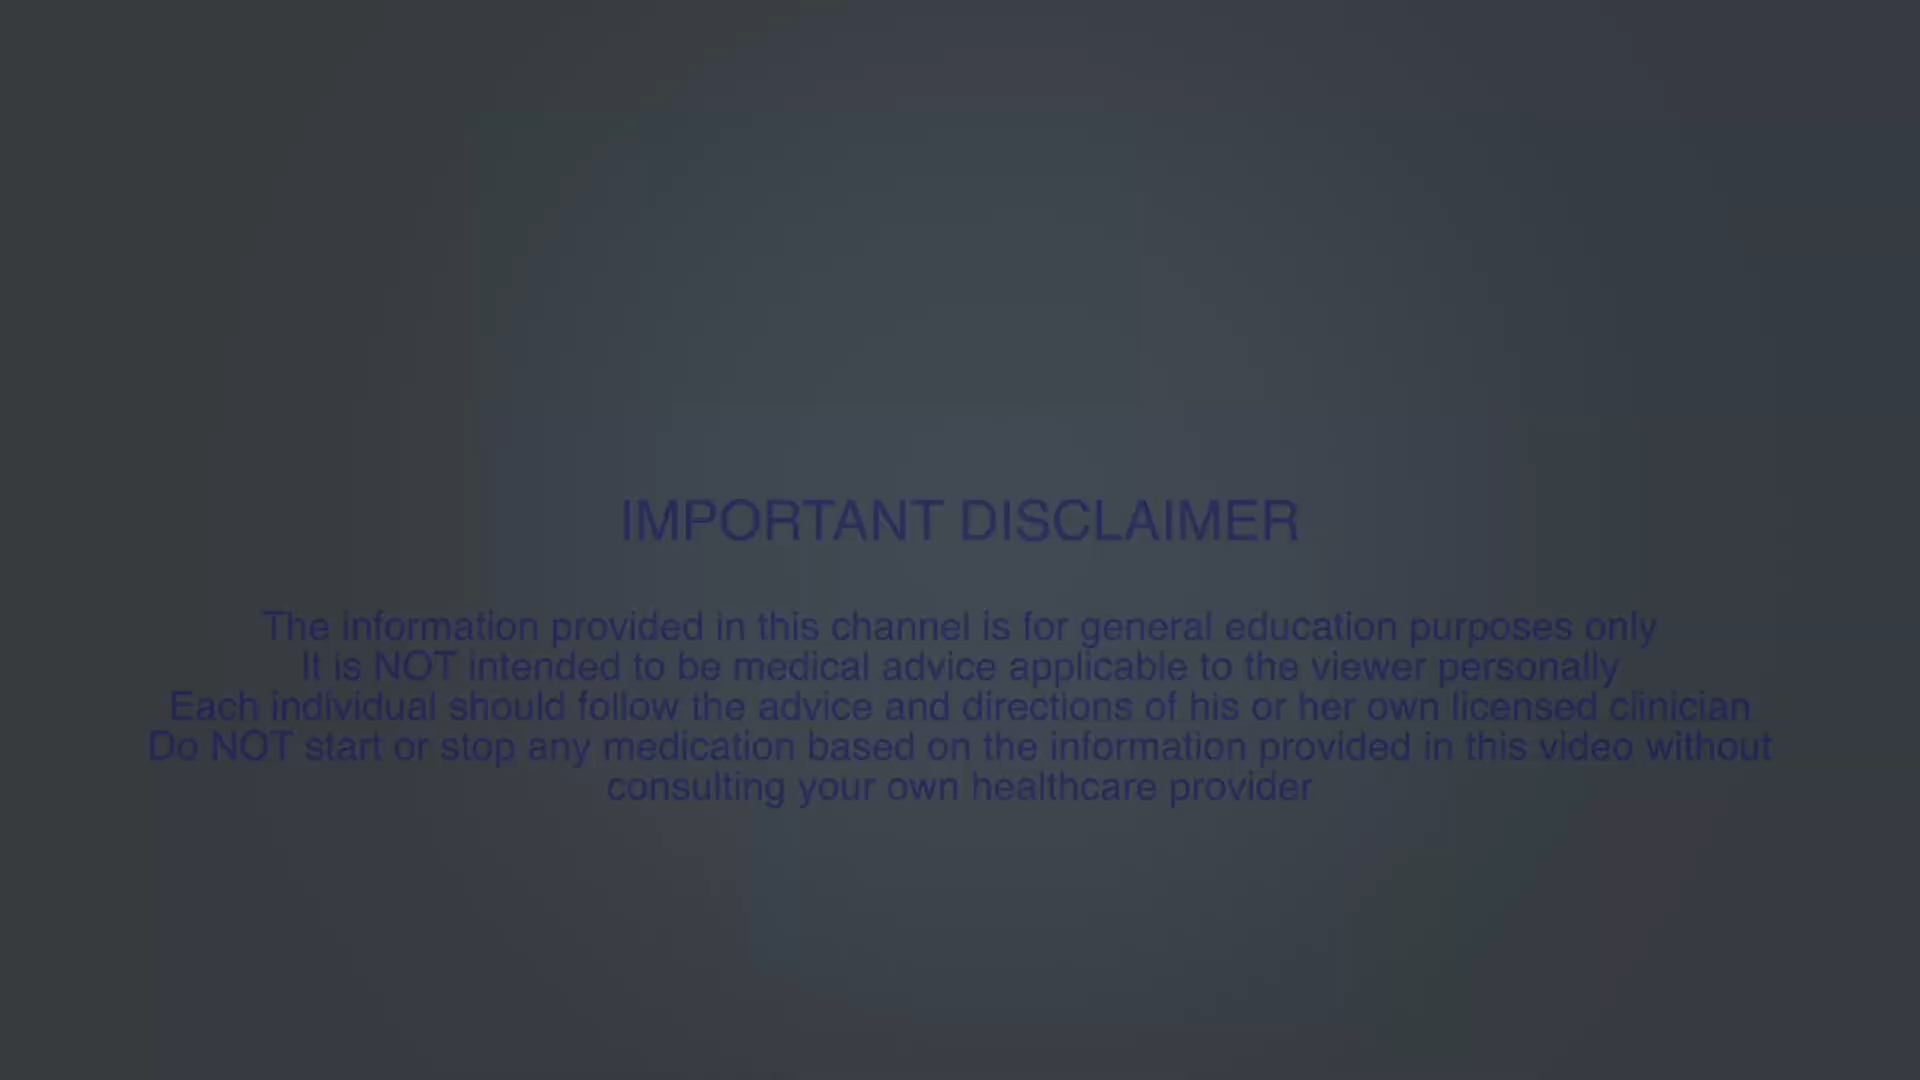 IMPORTANT DISCLAIMER
The information provided in this channel is for general education purposes only
It is NOT intended to be medical advice applicable to the viewer personally
Each individual should follow the advice and directions of his or her own licensed clinician
Do NOT start or stop any medication based on the information provided in this video without
consulting your own healthcare provider